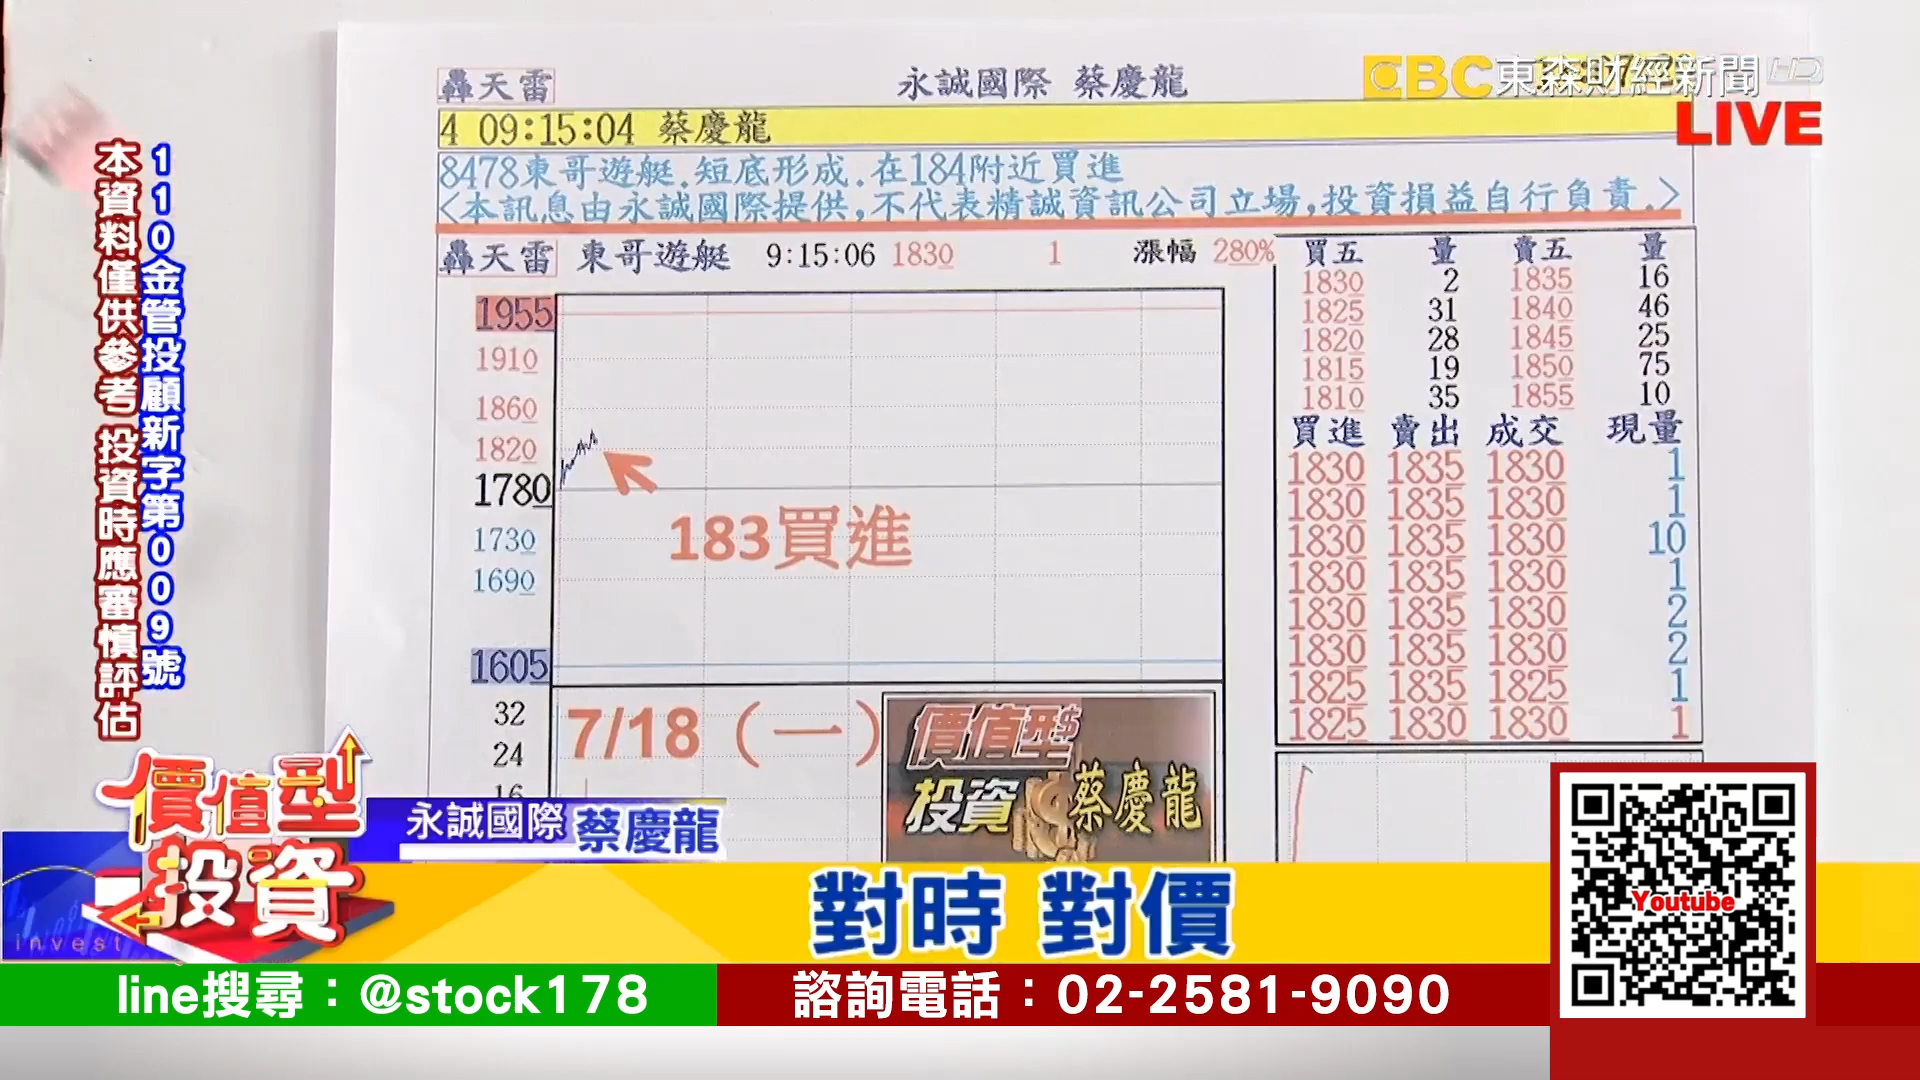 轟天雷
永誠國際 蔡慶龍
EBC東森財經新聞 HD
LIVE
4 09:15:04 蔡慶龍
8478東哥遊艇.短底形成.在184附近買進
<本訊息由永誠國際提供,不代表精誠資訊公司立場,投資損益自行負責.>
轟天雷 東哥遊艇 9:15:06 1830 1 漲幅 280%
買五 量 賣五 量
1830 2 1835 16
1825 31 1840 46
1820 28 1845 25
1815 19 1850 75
1810 35 1855 10
買進 賣出 成交 現量
1830 1835 1830 1
1830 1835 1830 1
1830 1835 1830 10
1830 1835 1830 1
1830 1835 1830 2
1830 1835 1830 2
1825 1835 1825 1
1825 1830 1830 1
1955
1910
1860
1820
1780
1730
1690
1605
32
24
16
183買進
7/18(一)
價值型
投資 蔡慶龍
110金管投顧新字第009號
本資料僅供參考 投資時應審慎評估
價值型
投資
invest
永誠國際 蔡慶龍
對時 對價
Youtube
line搜尋：@stock178
諮詢電話：02-2581-9090